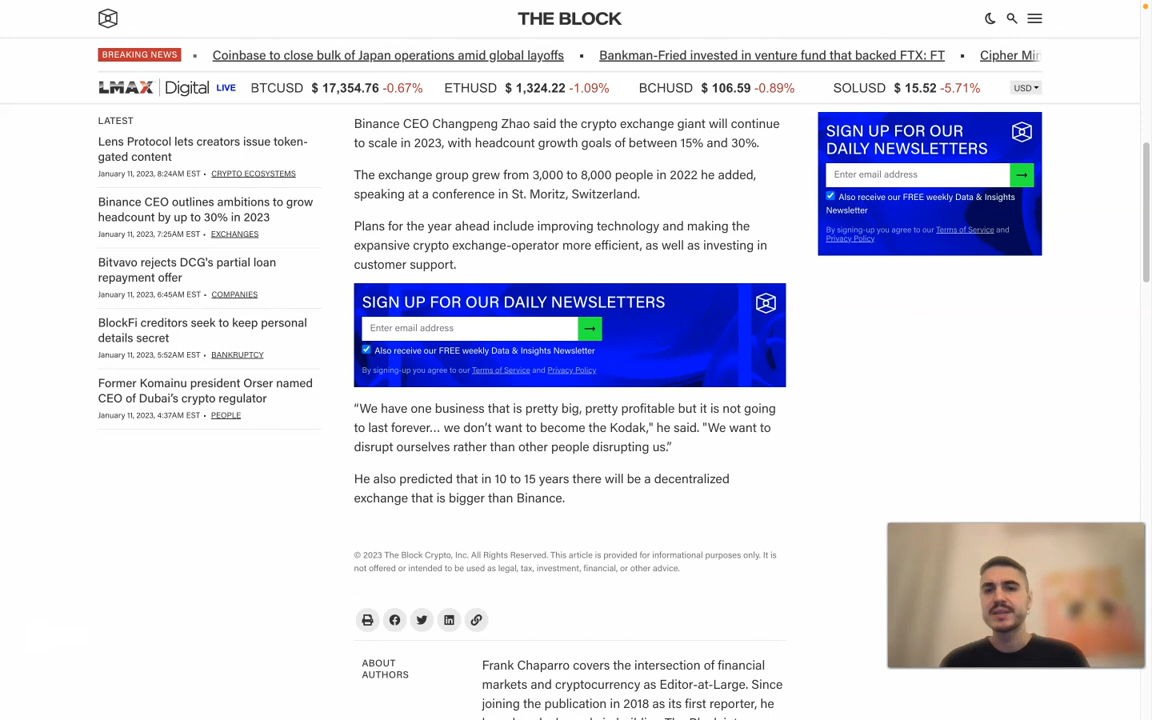 THE BLOCK
BREAKING NEWS
Coinbase to close bulk of Japan operations amid global layoffs
Bankman-Fried invested in venture fund that backed FTX: FT
Cipher
LMAX Digital LIVE
BTCUSD $ 17,354.76 -0.67%
ETHUSD $ 1,324.22 -1.09%
BCHUSD $ 106.59 -0.89%
SOLUSD $ 15.52 -5.71%
USD
LATEST
Lens Protocol lets creators issue token-
gated content
January 11, 2023, 8:24AM EST • CRYPTO ECOSYSTEMS
Binance CEO outlines ambitions to grow
headcount by up to 30% in 2023
January 11, 2023, 7:25AM EST • EXCHANGES
Bitvavo rejects DCG's partial loan
repayment offer
January 11, 2023, 6:45AM EST • COMPANIES
BlockFi creditors seek to keep personal
details secret
January 11, 2023, 5:52AM EST • BANKRUPTCY
Former Komainu president Orser named
CEO of Dubai’s crypto regulator
January 11, 2023, 4:37AM EST • PEOPLE
Binance CEO Changpeng Zhao said the crypto exchange giant will continue
to scale in 2023, with headcount growth goals of between 15% and 30%.
The exchange group grew from 3,000 to 8,000 people in 2022 he added,
speaking at a conference in St. Moritz, Switzerland.
Plans for the year ahead include improving technology and making the
expansive crypto exchange-operator more efficient, as well as investing in
customer support.
SIGN UP FOR OUR DAILY NEWSLETTERS
Enter email address
Also receive our FREE weekly Data & Insights Newsletter
By signing-up you agree to our Terms of Service and Privacy Policy
“We have one business that is pretty big, pretty profitable but it is not going
to last forever… we don’t want to become the Kodak," he said. "We want to
disrupt ourselves rather than other people disrupting us.”
He also predicted that in 10 to 15 years there will be a decentralized
exchange that is bigger than Binance.
© 2023 The Block Crypto, Inc. All Rights Reserved. This article is provided for informational purposes only. It is
not offered or intended to be used as legal, tax, investment, financial, or other advice.
ABOUT
AUTHORS
Frank Chaparro covers the intersection of financial
markets and cryptocurrency as Editor-at-Large. Since
joining the publication in 2018 as its first reporter, he
SIGN UP FOR OUR
DAILY NEWSLETTERS
Enter email address
Also receive our FREE weekly Data & Insights
Newsletter
By signing-up you agree to our Terms of Service and
Privacy Policy